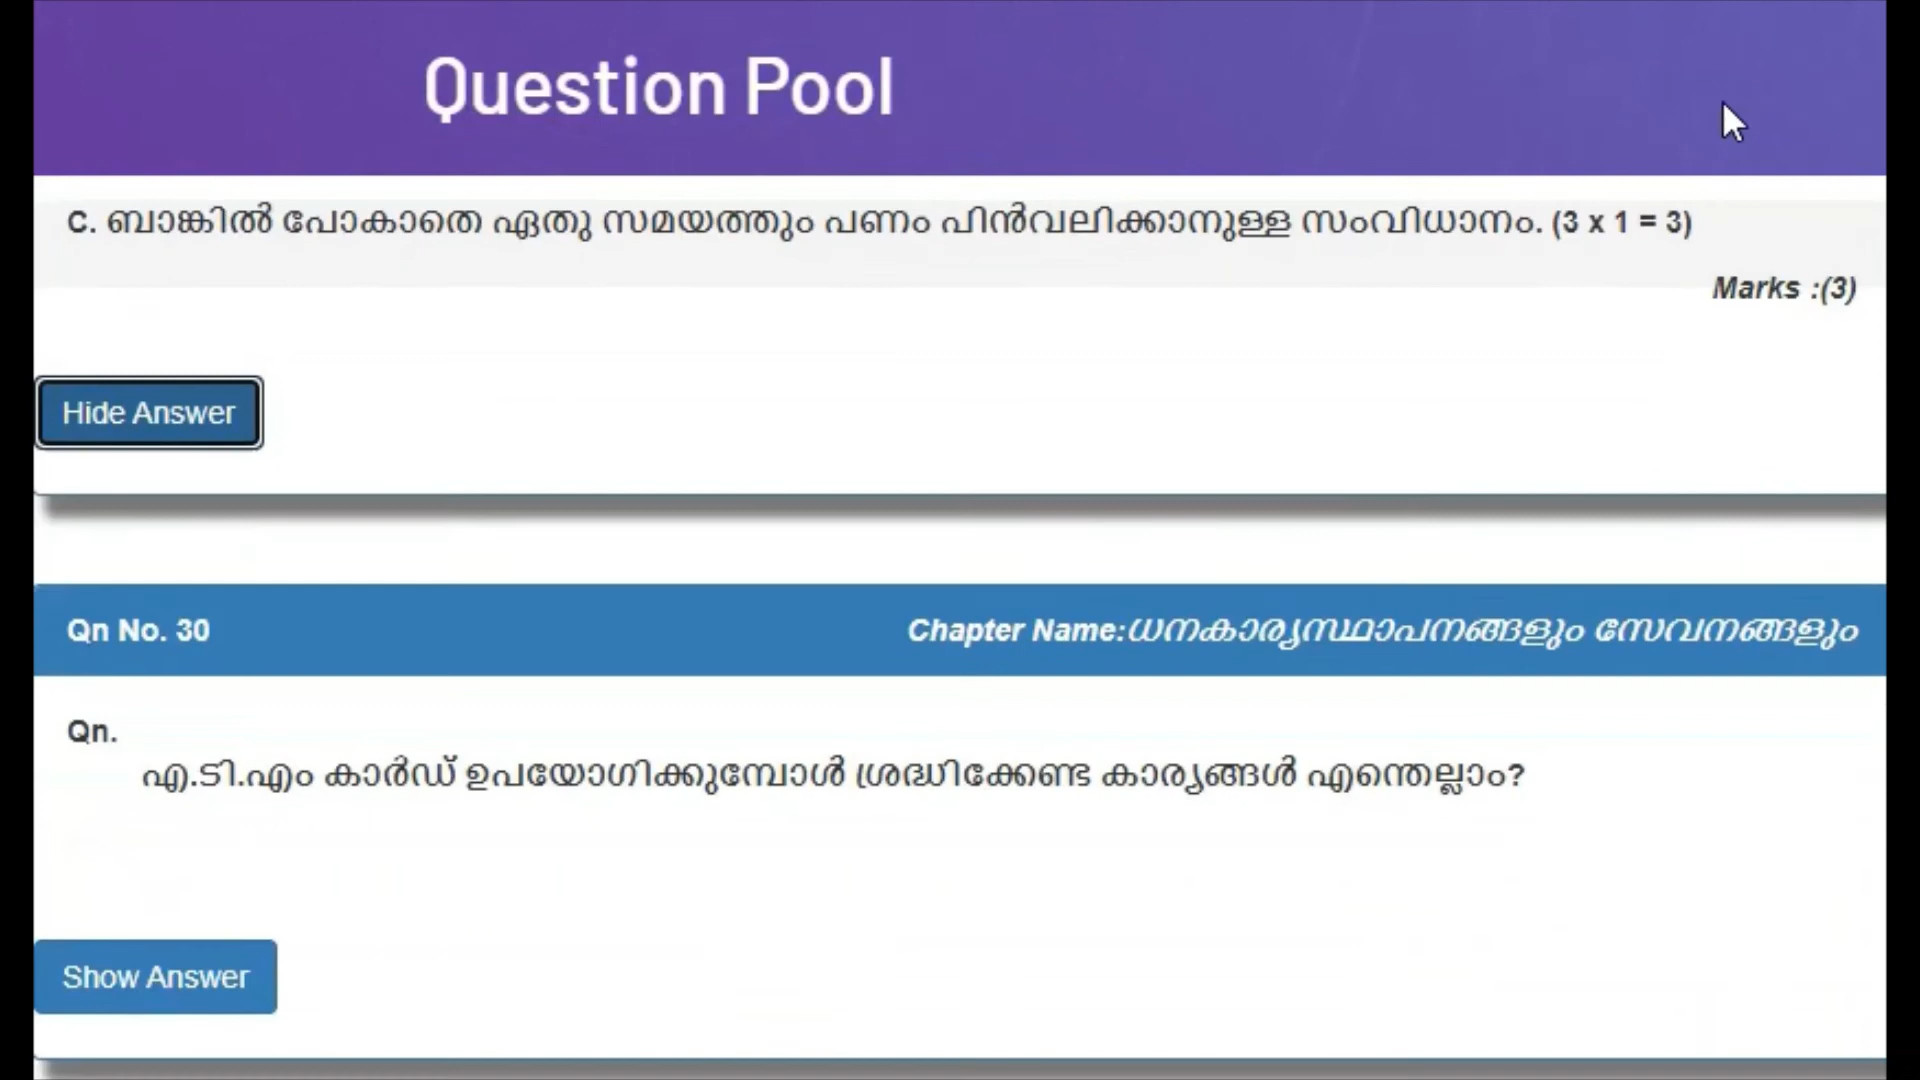 Question Pool
C. ബാങ്കിൽ പോകാതെ ഏതു സമയത്തും പണം പിൻവലിക്കാനുള്ള സംവിധാനം. (3 x 1 = 3)
Marks :(3)
Hide Answer
Qn No. 30 Chapter Name:ധനകാര്യസ്ഥാപനങ്ങളും സേവനങ്ങളും
Qn.
എ.ടി.എം കാർഡ് ഉപയോഗിക്കുമ്പോൾ ശ്രദ്ധിക്കേണ്ട കാര്യങ്ങൾ എന്തെല്ലാം?
Show Answer